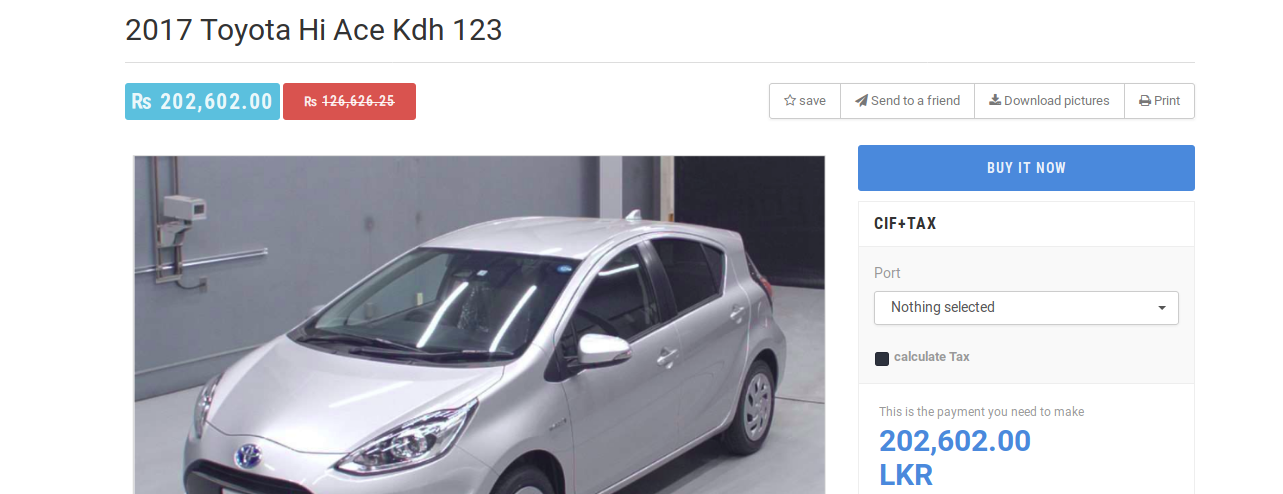 2017 Toyota Hi Ace Kdh 123
₨ 202,602.00
₨ 126,626.25
save
Send to a friend
Download pictures
Print
BUY IT NOW
CIF+TAX
Port
Nothing selected
calculate Tax
This is the payment you need to make
202,602.00
LKR